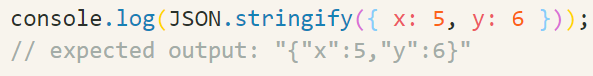 console.log(JSON.stringify({ x: 5, y: 6 }));
// expected output: "{"x":5,"y":6}"